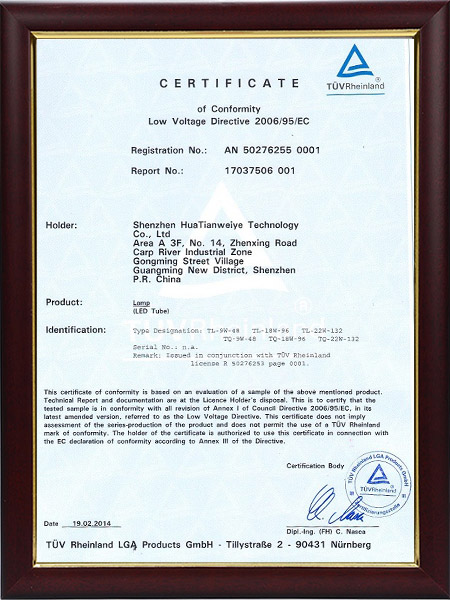 TÜVRheinland®
CERTIFICATE
of Conformity
Low Voltage Directive 2006/95/EC
Registration No.: AN 50276255 0001
Report No.: 17037506 001
Holder: Shenzhen HuaTianweiye Technology
Co., Ltd
Area A 3F, No. 14, Zhenxing Road
Carp River Industrial Zone
Gongming Street Village
Guangming New District, Shenzhen
P.R. China
Product: Lamp
(LED Tube)
Identification: Type Designation: TL-9W-48 TL-18W-96 TL-22W-132
TQ-9W-48 TQ-18W-96 TQ-22W-132
Serial No.: n.a.
Remark: Issued in conjunction with TÜV Rheinland
license R 50276253 page 0001.
This certificate of conformity is based on an evaluation of a sample of the above mentioned product.
Technical Report and documentation are at the Licence Holder's disposal. This is to certify that the
tested sample is in conformity with all revision of Annex I of Council Directive 2006/95/EC, in its
latest amended version, referred to as the Low Voltage Directive. This certificate does not imply
assessment of the series-production of the product and does not permit the use of a TÜV Rheinland
mark of conformity. The holder of the certificate is authorized to use this certificate in connection with
the EC declaration of conformity according to Annex III of the Directive.
Certification Body
TÜV Rheinland LGA Products GmbH
TÜVRheinland
Zertifizierungsstelle
Date 19.02.2014
Dipl.-Ing. (FH) C. Nasca
TÜV Rheinland LGA Products GmbH - Tillystraße 2 - 90431 Nürnberg